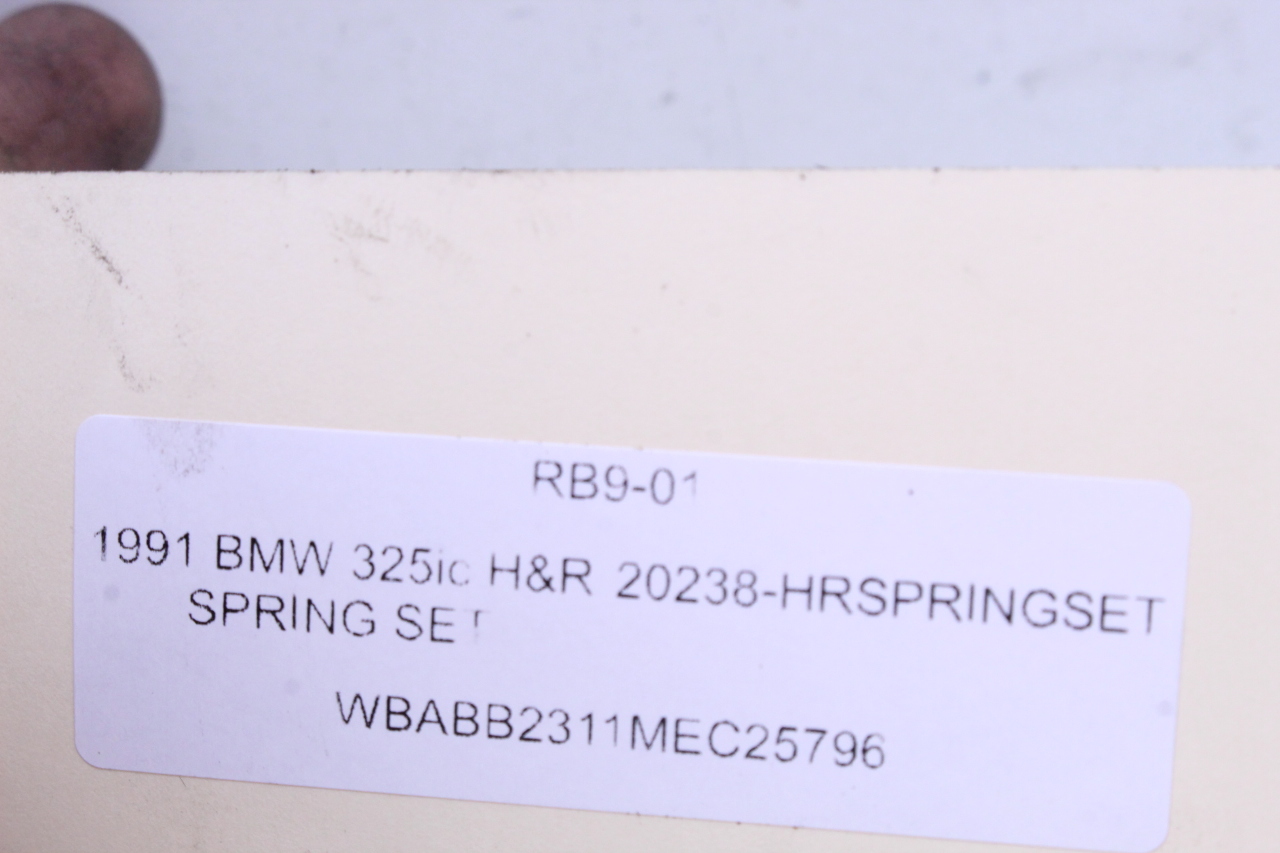 RB9-01
1991 BMW 325ic H&R 20238-HRSPRINGSET
SPRING SET
WBABB2311MEC25796